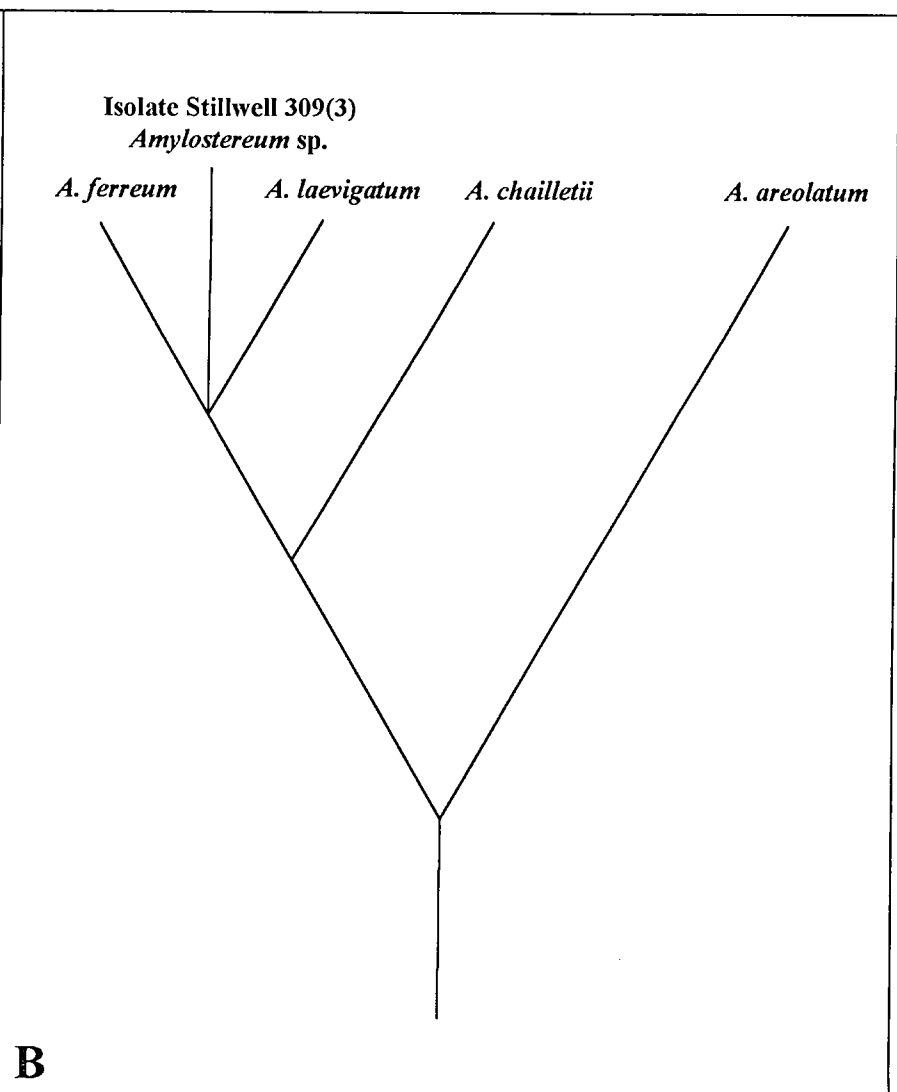 Isolate Stillwell 309(3)
Amylostereum sp.
A. ferreum A. laevigatum A. chailletii A. areolatum
B